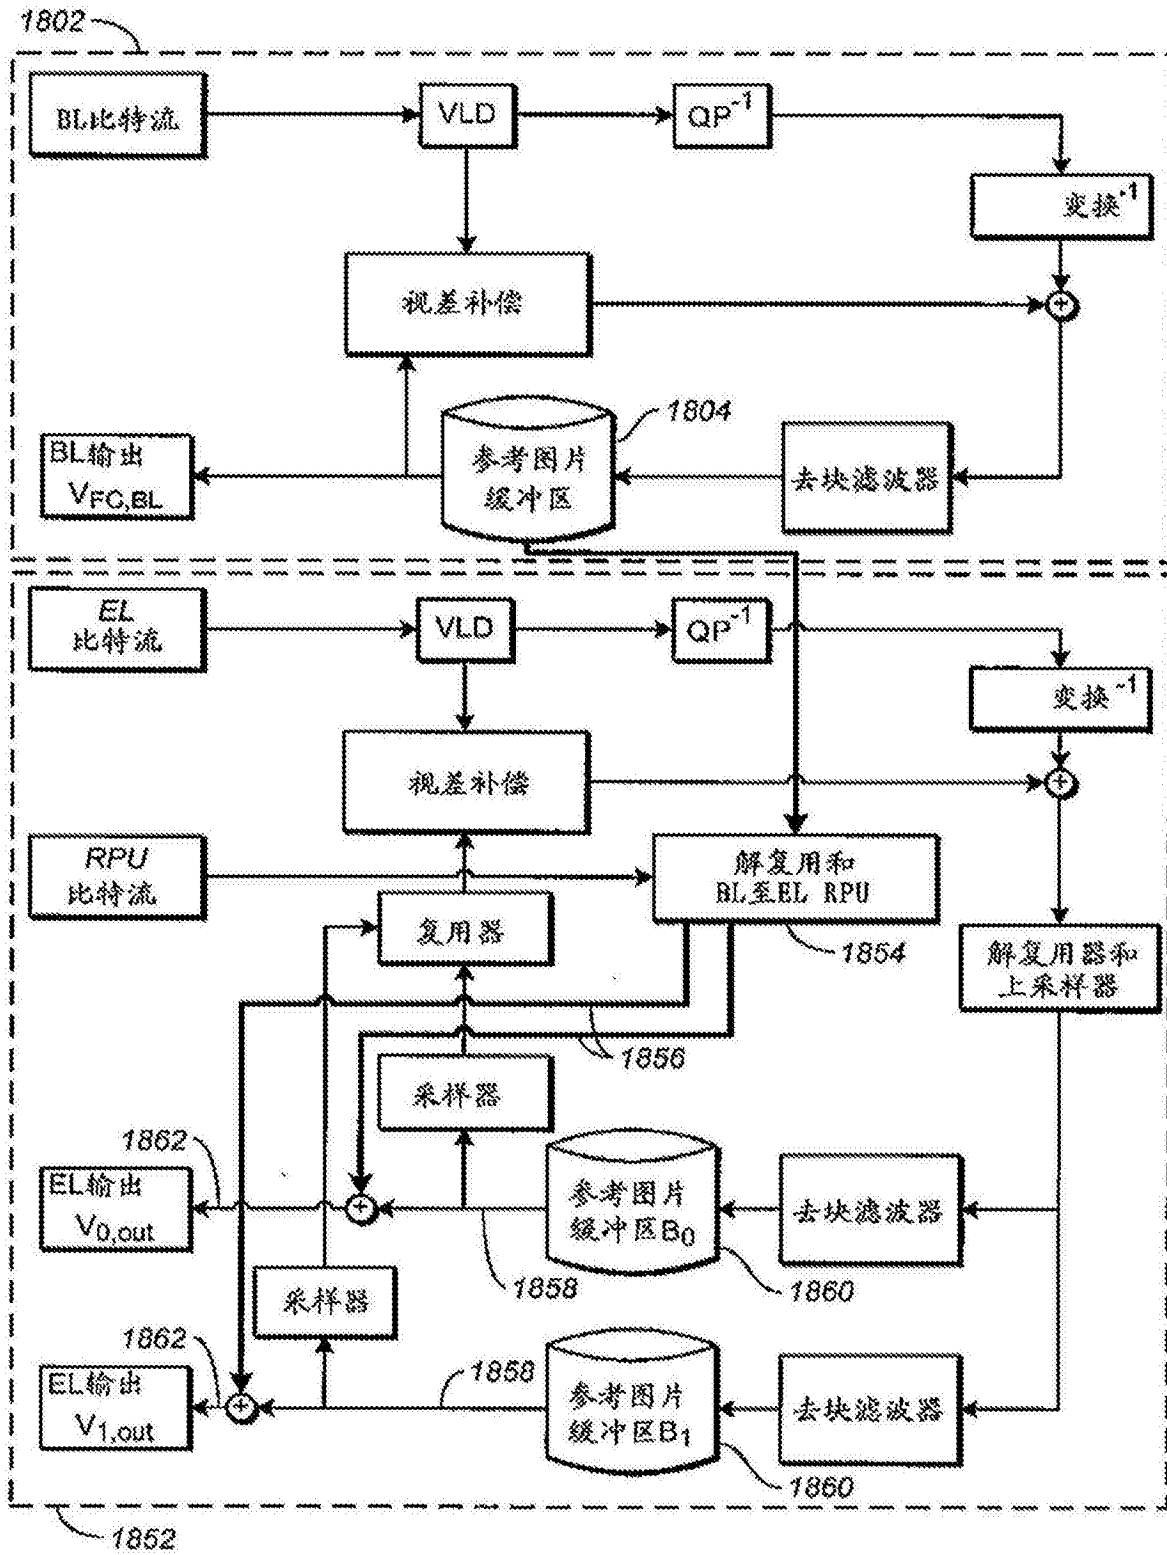 1802
BL比特流
VLD
QP⁻¹
变换⁻¹
视差补偿
1804
BL输出
V_FC,BL
参考图片
缓冲区
去块滤波器
EL
比特流
VLD
QP⁻¹
变换⁻¹
视差补偿
RPU
比特流
解复用和
BL至EL RPU
复用器
1854
解复用器和
上采样器
1856
采样器
1862
EL输出
V_0,out
参考图片
缓冲区B_0
去块滤波器
1858
1860
采样器
1862
EL输出
V_1,out
1858
参考图片
缓冲区B_1
去块滤波器
1860
1852